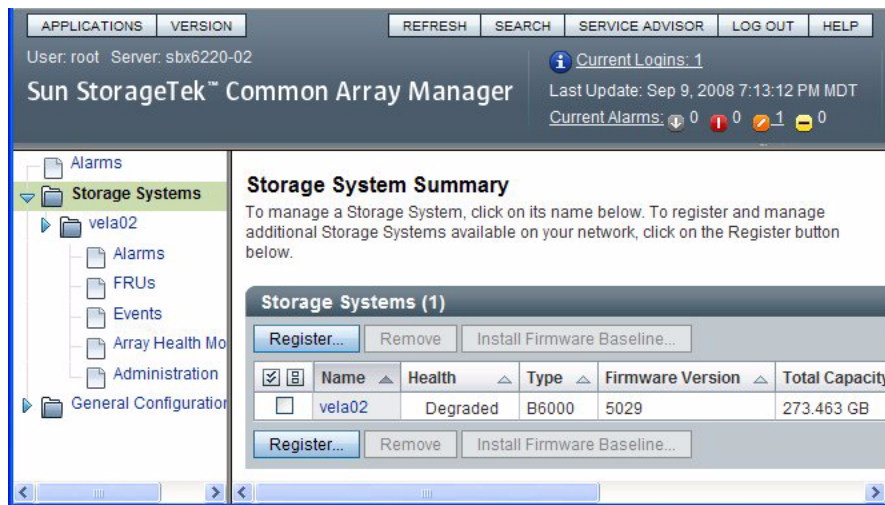 APPLICATIONS VERSION REFRESH SEARCH SERVICE ADVISOR LOG OUT HELP
User: root Server: sbx6220-02
Current Logins: 1
Sun StorageTek™ Common Array Manager
Last Update: Sep 9, 2008 7:13:12 PM MDT
Current Alarms: 0 0 1 0
Alarms
Storage Systems
vela02
Alarms
FRUs
Events
Array Health Mo
Administration
General Configuration
Storage System Summary
To manage a Storage System, click on its name below. To register and manage
additional Storage Systems available on your network, click on the Register button
below.
Storage Systems (1)
Register... Remove Install Firmware Baseline...
Name Health Type Firmware Version Total Capacity
vela02 Degraded B6000 5029 273.463 GB
Register... Remove Install Firmware Baseline...